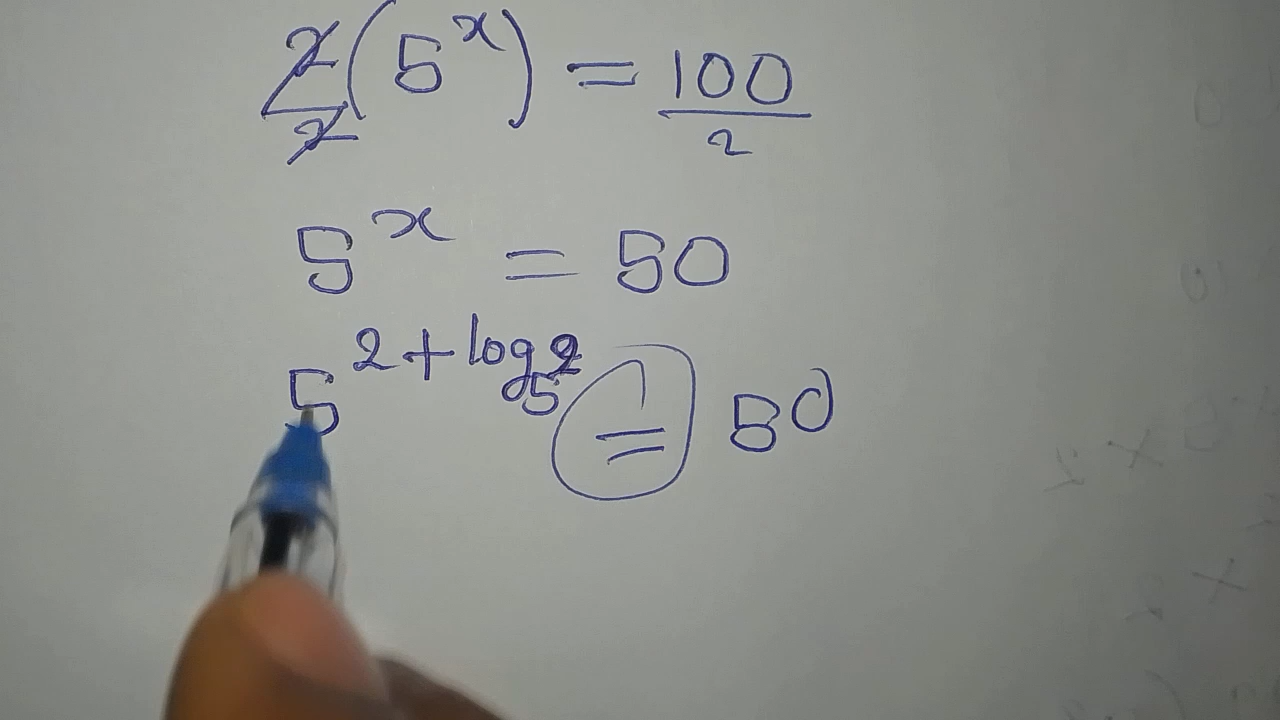 2(5^x)/2 = 100/2
5^x = 50
5^(2+log_5 2) = 50